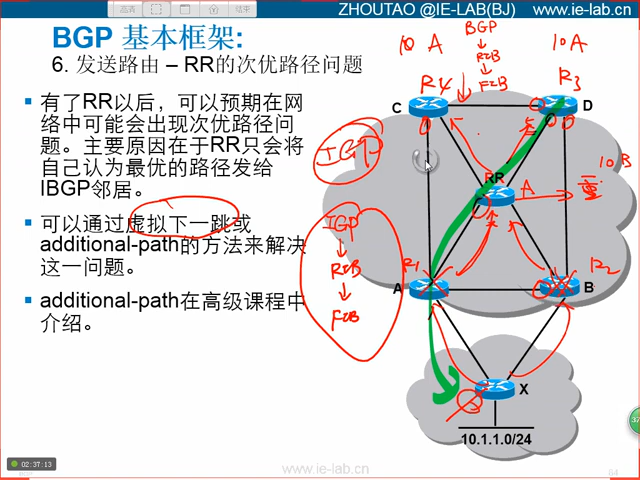 白板
高亮
ZHOUTAO @IE-LAB(BJ)
www.ie-lab.cn
BGP 基本框架:
6. 发送路由 – RR的次优路径问题
有了RR以后，可以预期在网
络中可能会出现次优路径问
题。主要原因在于RR只会将
自己认为最优的路径发给
IBGP邻居。
可以通过虚拟下一跳或
additional-path的方法来解决
这一问题。
additional-path在高级课程中
介绍。
10 A
BGP
RIB
FIB
10A
R4
R3
C
D
IGP
RR
A
10B
IGP
RIB
FIB
R1
R2
A
B
X
10.1.1.0/24
02:37:13
www.ie-lab.cn
64
37